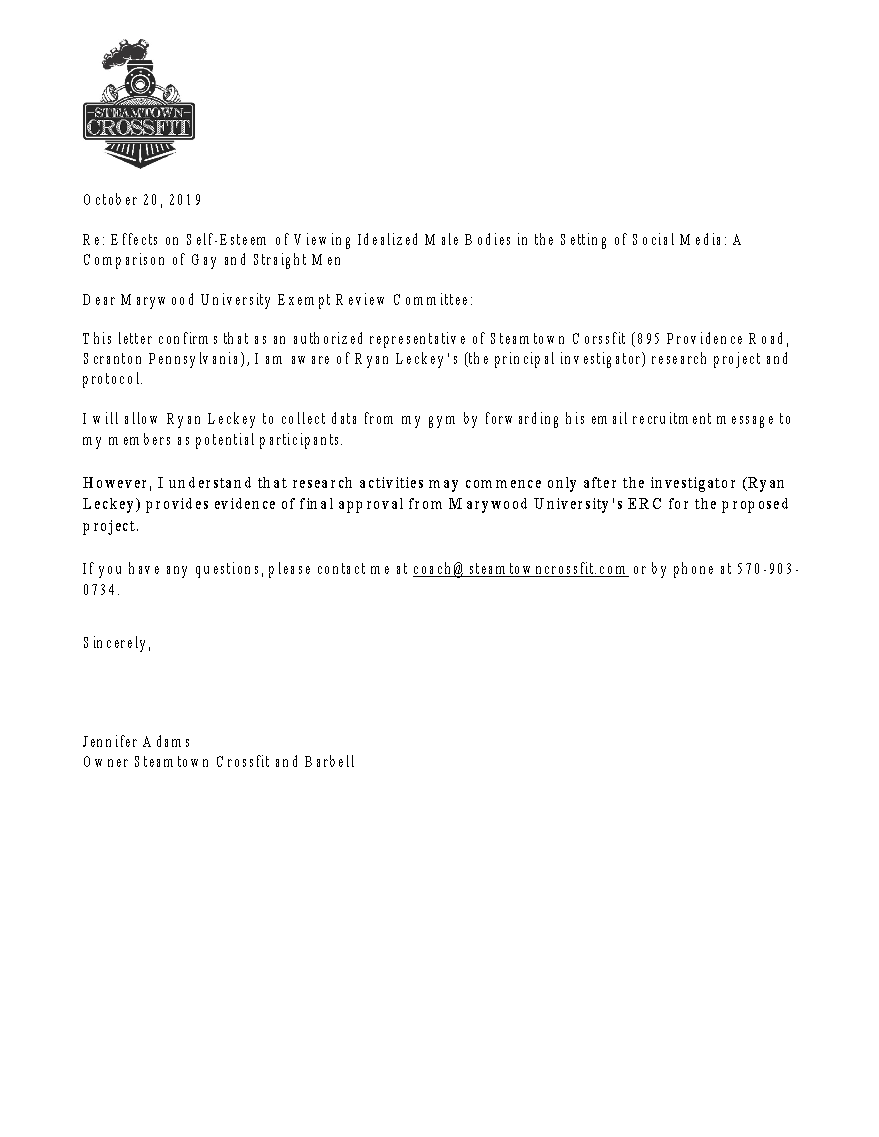 STEAMTOWN
CROSSFIT
October 20, 2019
Re: Effects on Self-Esteem of Viewing Idealized Male Bodies in the Setting of Social Media: A
Comparison of Gay and Straight Men
Dear Marywood University Exempt Review Committee:
This letter confirms that as an authorized representative of Steamtown Corssfit (895 Providence Road,
Scranton Pennsylvania), I am aware of Ryan Leckey's (the principal investigator) research project and
protocol.
I will allow Ryan Leckey to collect data from my gym by forwarding his email recruitment message to
my members as potential participants.
However, I understand that research activities may commence only after the investigator (Ryan
Leckey) provides evidence of final approval from Marywood University's ERC for the proposed
project.
If you have any questions, please contact me at coach@steamtowncrossfit.com or by phone at 570-903-
0734.
Sincerely,
Jennifer Adams
Owner Steamtown Crossfit and Barbell